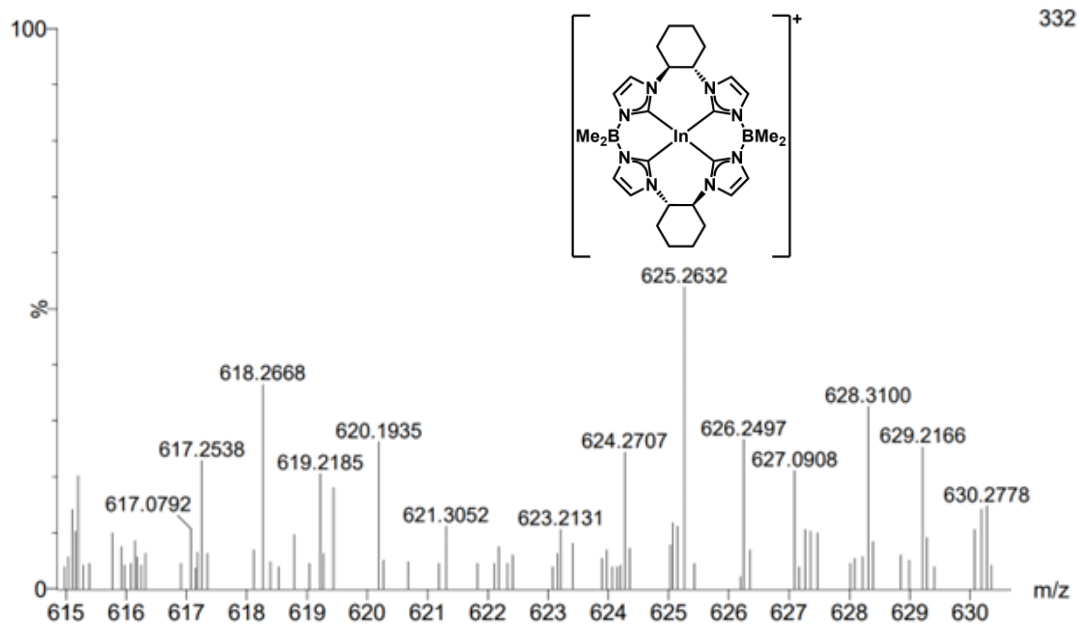 100
332
+
N N
N N
Me₂B In BMe₂
N N
N N
625.2632
%
618.2668
628.3100
620.1935
624.2707
626.2497
629.2166
617.2538
619.2185
627.0908
630.2778
617.0792
621.3052
623.2131
0
m/z
615 616 617 618 619 620 621 622 623 624 625 626 627 628 629 630